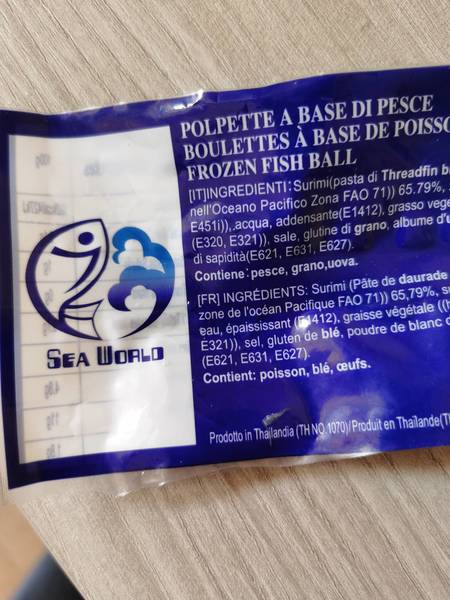 POLPETTE A BASE DI PESCE
BOULETTES À BASE DE POISSO
FROZEN FISH BALL
[IT]INGREDIENTI: Surimi(pasta di Threadfin b
nell'Oceano Pacifico Zona FAO 71)) 65.79%,
E451i)),.acqua, addensante(E1412), grasso vege
(E320, E321)), sale, glutine di grano, albume d'u
di sapidità(E621, E631, E627).
Contiene:pesce, grano,uova.
[FR] INGRÉDIENTS: Surimi (Pâte de daurade
zone de l'océan Pacifique FAO 71)) 65,79%, s
eau, épaississant (E1412), graisse végétale ((h
E321)), sel, gluten de blé, poudre de blanc d
(E621, E631, E627).
Contient: poisson, blé, œufs.
Prodotto in Thailandia (TH NO.1070)/Produit en Thaïlande(T
SEA WORLD